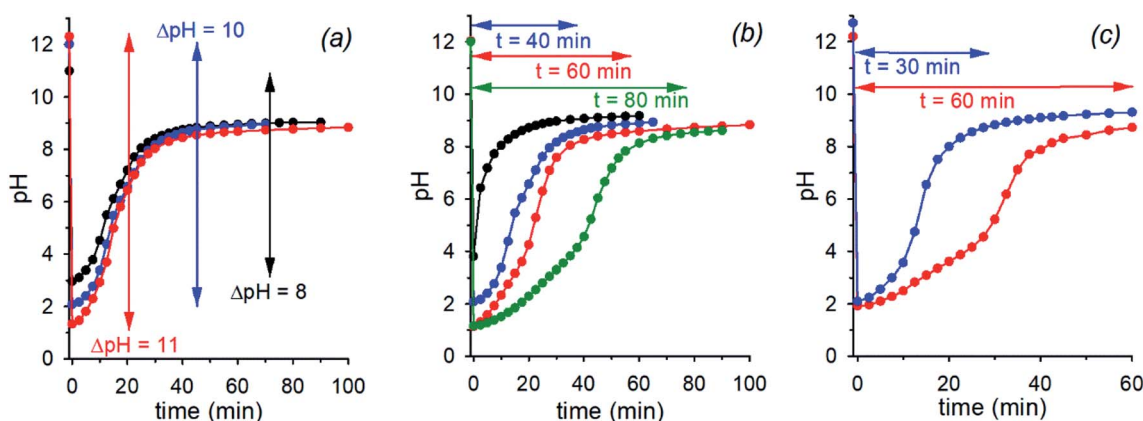 (a)
ΔpH = 10
ΔpH = 8
ΔpH = 11
12
10
8
6
4
2
0
pH
0 20 40 60 80 100
time (min)
(b)
t = 40 min
t = 60 min
t = 80 min
12
10
8
6
4
2
0
pH
0 20 40 60 80 100
time (min)
(c)
t = 30 min
t = 60 min
12
10
8
6
4
2
0
pH
0 20 40 60
time (min)